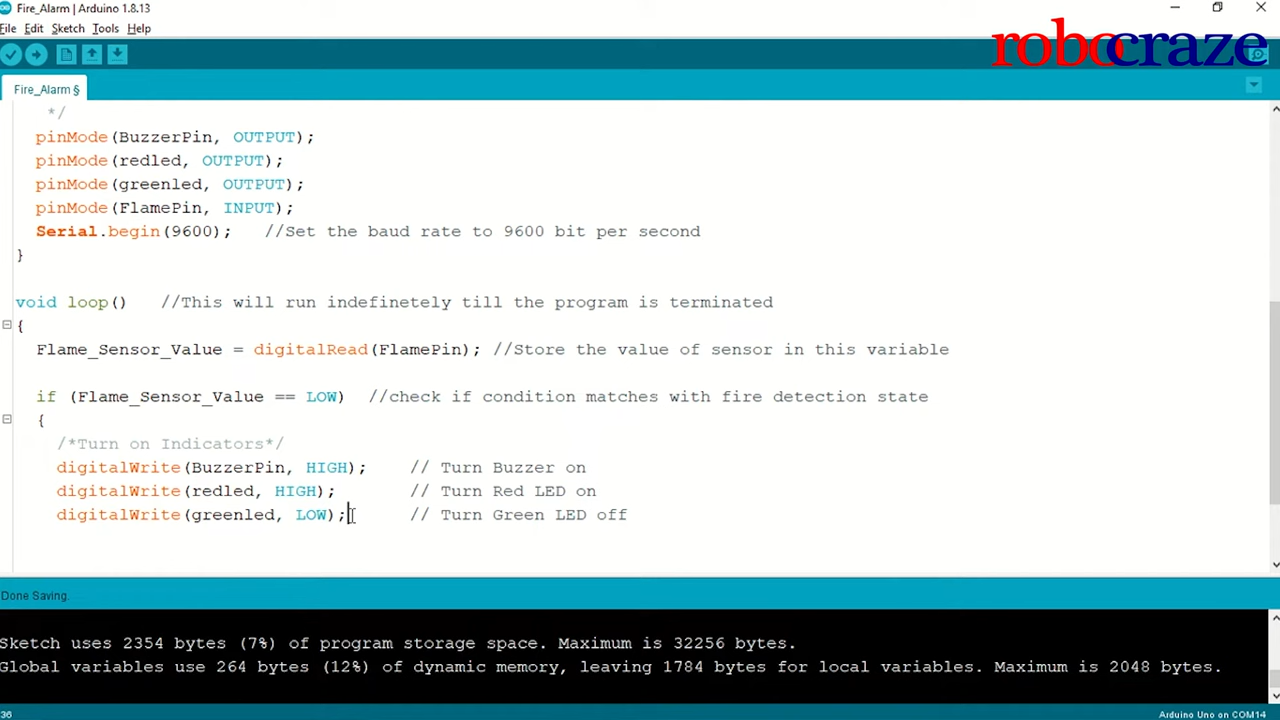 Fire_Alarm | Arduino 1.8.13
File Edit Sketch Tools Help
robocraze
Fire_Alarm §
*/
pinMode(BuzzerPin, OUTPUT);
pinMode(redled, OUTPUT);
pinMode(greenled, OUTPUT);
pinMode(FlamePin, INPUT);
Serial.begin(9600);   //Set the baud rate to 9600 bit per second
}
void loop()   //This will run indefinetely till the program is terminated
{
Flame_Sensor_Value = digitalRead(FlamePin); //Store the value of sensor in this variable
if (Flame_Sensor_Value == LOW)  //check if condition matches with fire detection state
{
/*Turn on Indicators*/
digitalWrite(BuzzerPin, HIGH);    // Turn Buzzer on
digitalWrite(redled, HIGH);       // Turn Red LED on
digitalWrite(greenled, LOW);      // Turn Green LED off
Done Saving.
Sketch uses 2354 bytes (7%) of program storage space. Maximum is 32256 bytes.
Global variables use 264 bytes (12%) of dynamic memory, leaving 1784 bytes for local variables. Maximum is 2048 bytes.
36 Arduino Uno on COM14